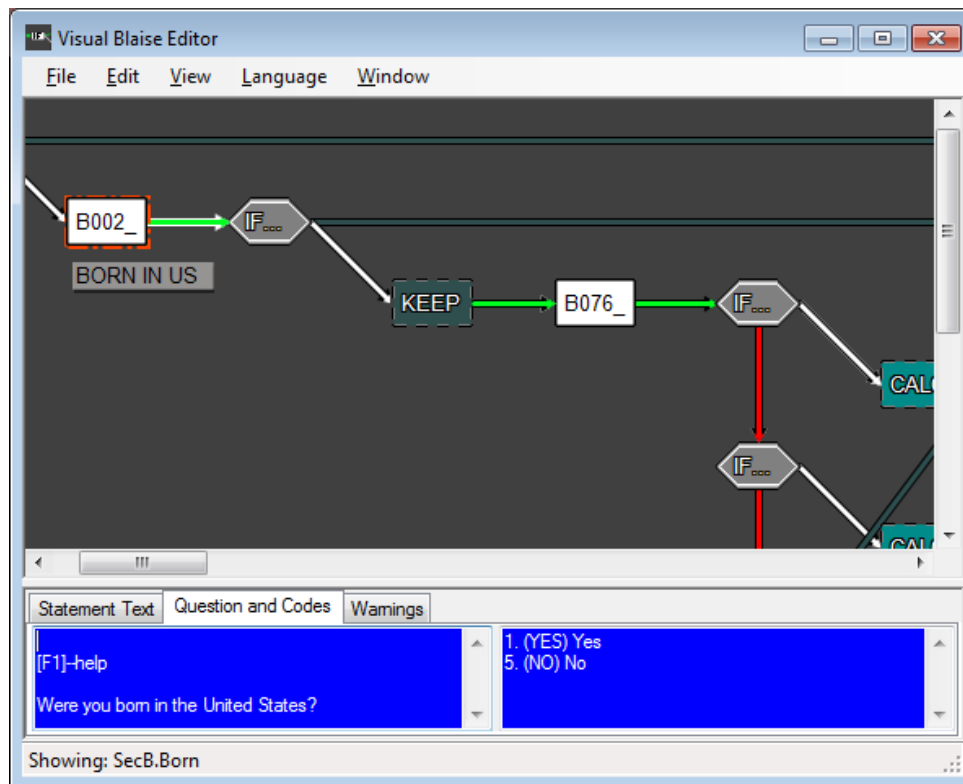 Visual Blaise Editor
File Edit View Language Window
B002_ IF...
BORN IN US
KEEP B076_ IF...
IF...
Statement Text Question and Codes Warnings
[F1]-help
Were you born in the United States?
1. (YES) Yes
5. (NO) No
Showing: SecB.Born